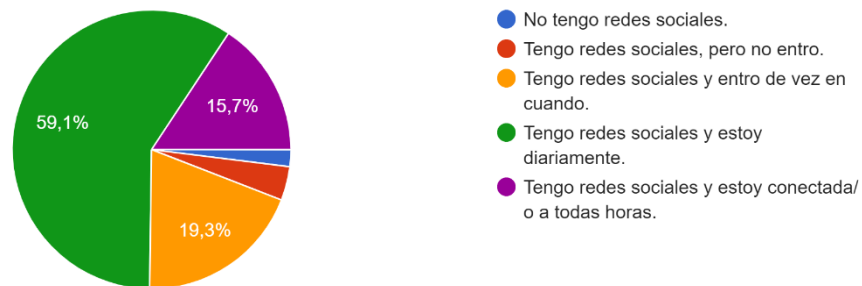 59,1%
15,7%
19,3%
No tengo redes sociales.
Tengo redes sociales, pero no entro.
Tengo redes sociales y entro de vez en
cuando.
Tengo redes sociales y estoy
diariamente.
Tengo redes sociales y estoy conectada/
o a todas horas.